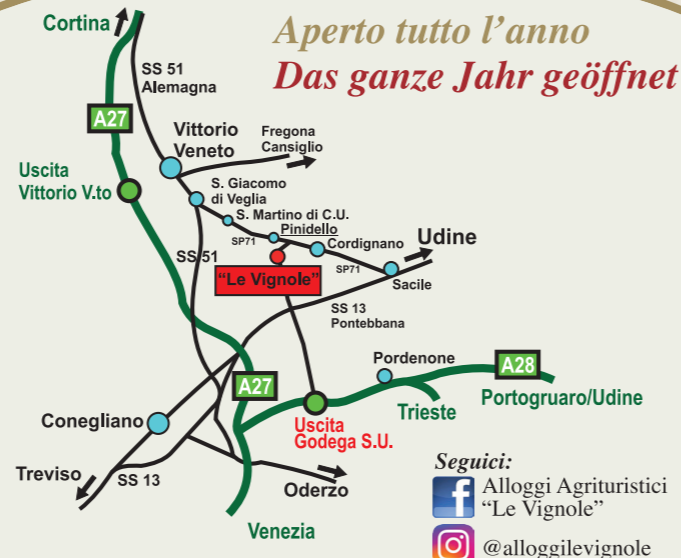 Aperto tutto l'anno
Das ganze Jahr geöffnet
Cortina
SS 51
Alemagna
A27
Vittorio
Veneto
Fregona
Cansiglio
Uscita
Vittorio V.to
S. Giacomo
di Veglia
S. Martino di C.U.
Pinidello
SP71
Cordignano
Udine
SS 51
"Le Vignole"
SP71
Sacile
SS 13
Pontebbana
Pordenone
A28
A27
Trieste
Portogruaro/Udine
Conegliano
Uscita
Godega S.U.
Treviso
SS 13
Oderzo
Venezia
Seguici:
f Alloggi Agrituristici
"Le Vignole"
@alloggilevignole